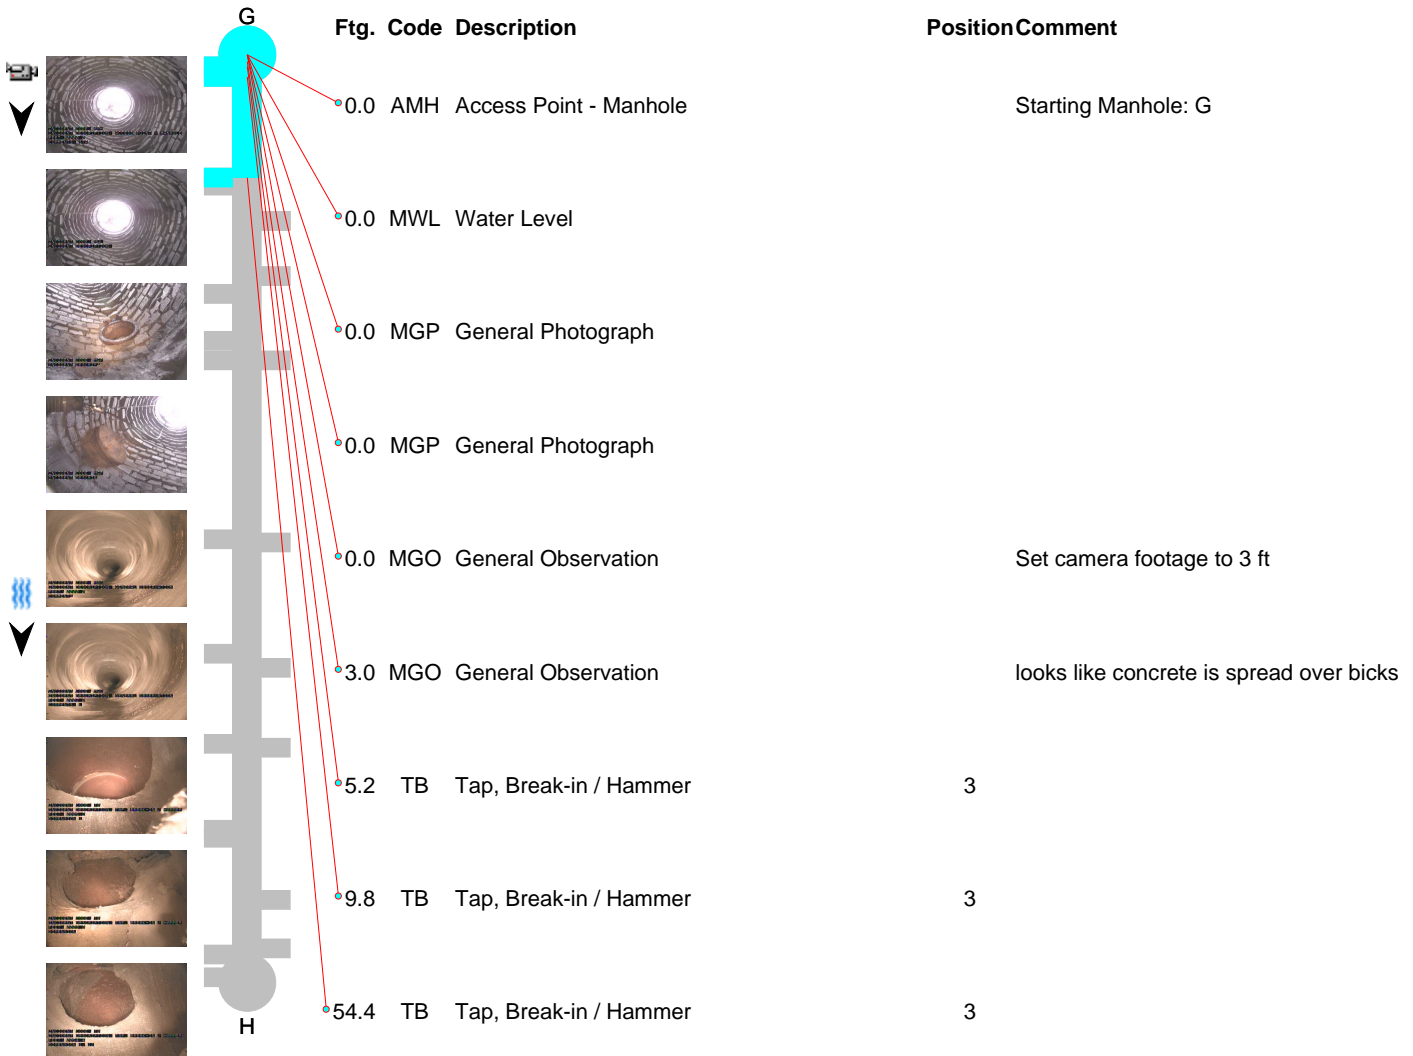 G
Ftg. Code Description Position Comment
0.0 AMH Access Point - Manhole Starting Manhole: G
0.0 MWL Water Level
0.0 MGP General Photograph
0.0 MGP General Photograph
0.0 MGO General Observation Set camera footage to 3 ft
3.0 MGO General Observation looks like concrete is spread over bicks
5.2 TB Tap, Break-in / Hammer 3
9.8 TB Tap, Break-in / Hammer 3
54.4 TB Tap, Break-in / Hammer 3
H